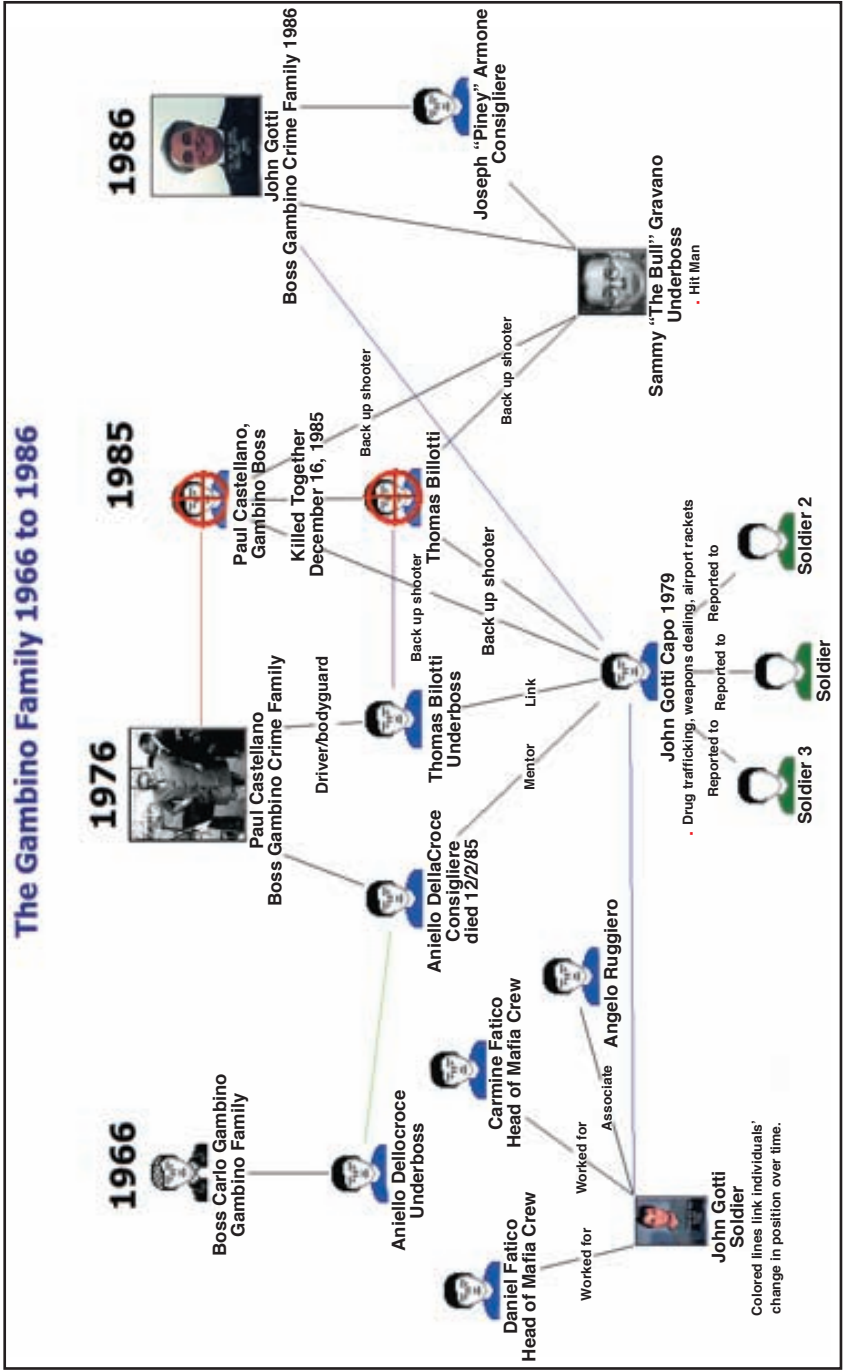 The Gambino Family 1966 to 1986
1966
Boss Carlo Gambino
Gambino Family
Aniello Dellocroce
Underboss
Daniel Fatico
Head of Mafia Crew
Carmine Fatico
Head of Mafia Crew
Angelo Ruggiero
Worked for
Worked for
Associate
John Gotti
Soldier
Colored lines link individuals'
change in position over time.
1976
Paul Castellano
Boss Gambino Crime Family
Driver/bodyguard
Aniello DellaCroce
Consigliere
died 12/2/85
Thomas Bilotti
Underboss
Mentor
Link
John Gotti Capo 1979
. Drug trafficking, weapons dealing, airport rackets
Reported to
Reported to
Reported to
Soldier 3
Soldier
Soldier 2
1985
Paul Castellano,
Gambino Boss
Killed Together
December 16, 1985
Thomas Billotti
Back up shooter
Back up shooter
Back up shooter
Back up shooter
1986
John Gotti
Boss Gambino Crime Family 1986
Joseph “Piney” Armone
Consigliere
Sammy “The Bull” Gravano
Underboss
. Hit Man